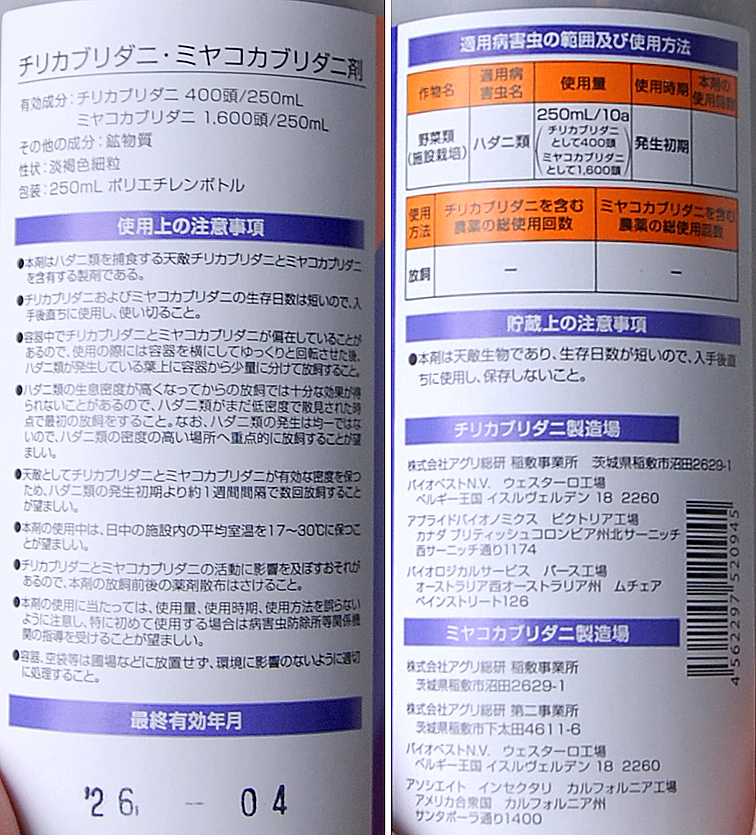 チリカブリダニ・ミヤコカブリダニ剤
有効成分：チリカブリダニ 400頭/250mL
ミヤコカブリダニ 1,600頭/250mL
その他の成分：鉱物質
性状：淡褐色細粒
包装：250mL ポリエチレンボトル
使用上の注意事項
●本剤はハダニ類を捕食する天敵チリカブリダニとミヤコカブリダニ
を含有する製剤である。
●チリカブリダニおよびミヤコカブリダニの生存日数は短いので、入
手後直ちに使用し、使い切ること。
●容器中でチリカブリダニとミヤコカブリダニが偏在していることが
あるので、使用の際には容器を横にしてゆっくりと回転させた後、
ハダニ類が発生している葉上に容器から少量に分けて放飼すること。
●ハダニ類の生息密度が高くなってからの放飼では十分な効果が得
られないことがあるので、ハダニ類がまだ低密度で散見された時
点で最初の放飼をすること。なお、ハダニ類の発生は均一ではな
いので、ハダニ類の密度の高い場所へ重点的に放飼することが望
ましい。
●天敵としてチリカブリダニとミヤコカブリダニが有効な密度を保つ
ため、ハダニ類の発生初期より約1週間間隔で数回放飼すること
が望ましい。
●本剤の使用中は、日中の施設内の平均室温を17〜30℃に保つこ
とが望ましい。
●チリカブリダニとミヤコカブリダニの活動に影響を及ぼすおそれが
あるので、本剤の放飼前後の薬剤散布はさけること。
●本剤の使用に当たっては、使用量、使用時期、使用方法を誤らない
ように注意し、特に初めて使用する場合は病害虫防除所等関係機
関の指導を受けることが望ましい。
●容器、空袋等は圃場などに放置せず、環境に影響のないように適切
に処理すること。
最終有効年月
'26, -- 04
適用病害虫の範囲及び使用方法
作物名 適用病害虫名 使用量 使用時期 本剤の使用回数
野菜類(施設栽培) ハダニ類 250mL/10a (チリカブリダニとして400頭 ミヤコカブリダニとして1,600頭) 発生初期
使用方法 チリカブリダニを含む農薬の総使用回数 ミヤコカブリダニを含む農薬の総使用回数
放飼 － －
貯蔵上の注意事項
●本剤は天敵生物であり、生存日数が短いので、入手後直
ちに使用し、保存しないこと。
チリカブリダニ製造場
株式会社アグリ総研 稲敷事業所 茨城県稲敷市沼田2629-1
バイオベストN.V. ウェスターロ工場
ベルギー王国 イスルヴェルデン 18 2260
アプライドバイオノミクス ビクトリア工場
カナダ ブリティッシュコロンビア州北サーニッチ
西サーニッチ通り1174
バイオロジカルサービス パース工場
オーストラリア西オーストラリア州 ムチェア
ペインストリート126
ミヤコカブリダニ製造場
株式会社アグリ総研 稲敷事業所
茨城県稲敷市沼田2629-1
株式会社アグリ総研 第二事業所
茨城県稲敷市下太田4611-6
バイオベストN.V. ウェスターロ工場
ベルギー王国 イスルヴェルデン 18 2260
アソシエイト インセクタリ カルフォルニア工場
アメリカ合衆国 カルフォルニア州
サンタポーラ通り1400
4 562297 520945